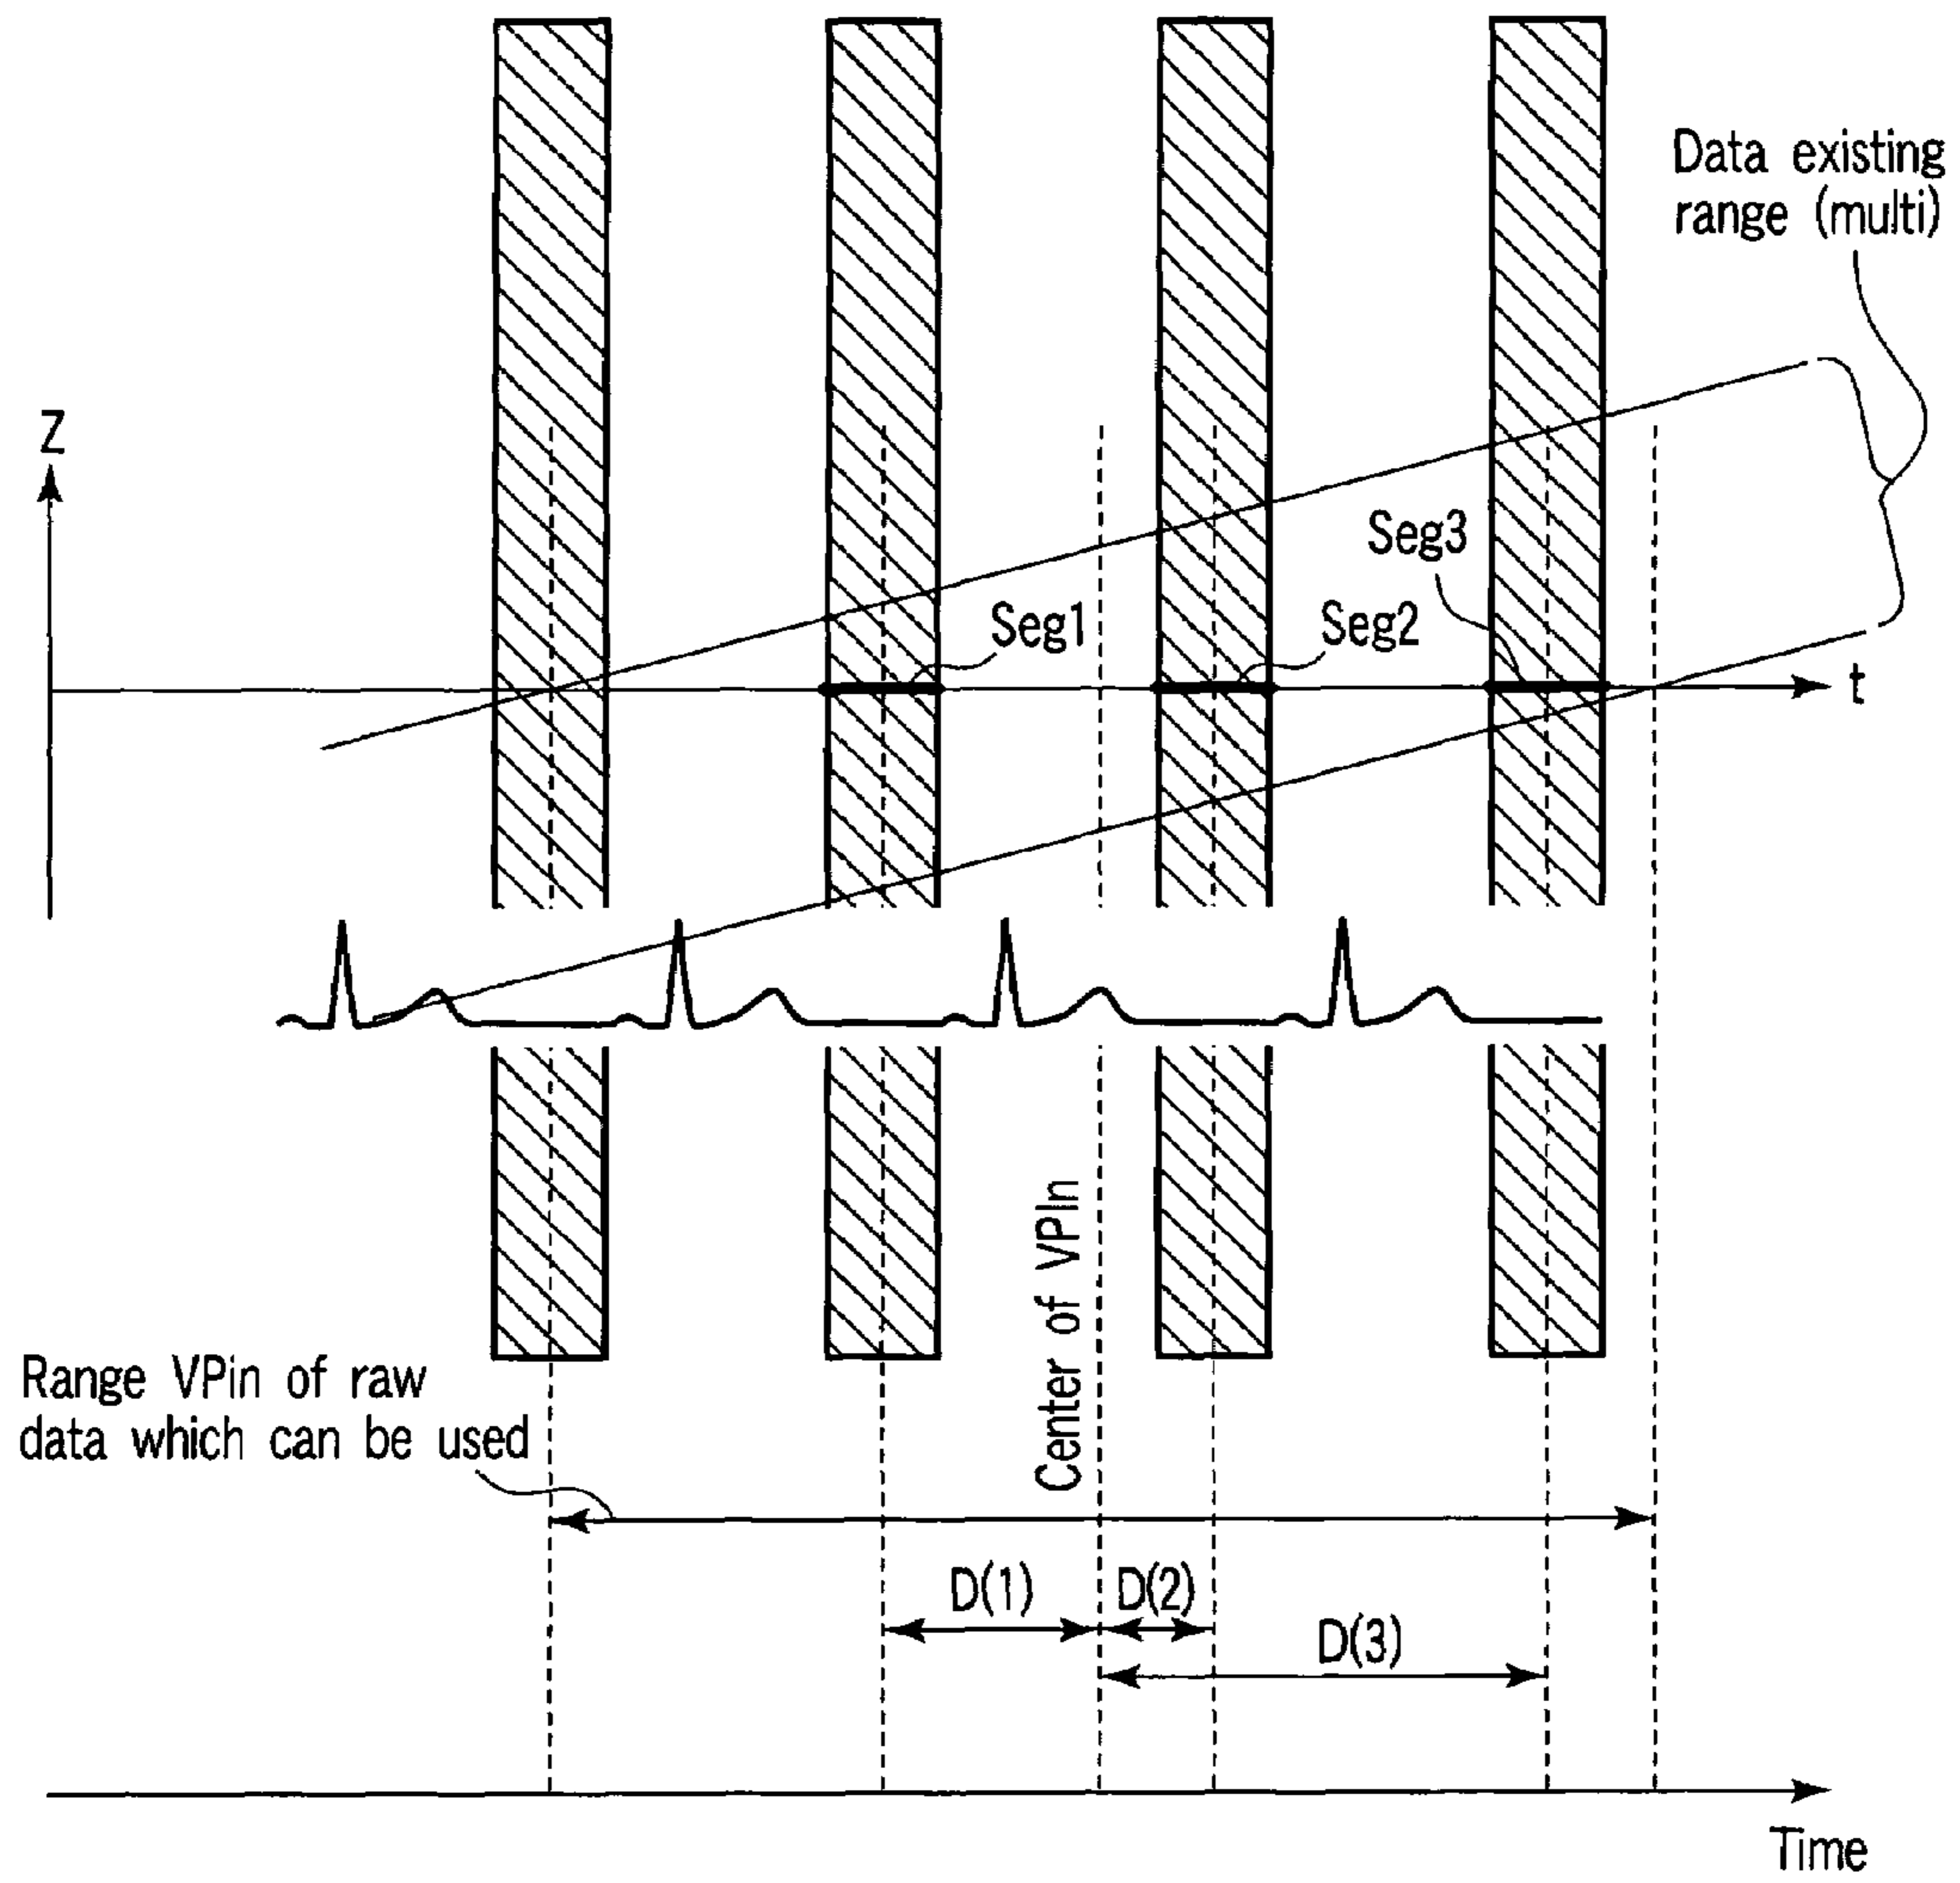 Data existing
range (multi)
Z
Seg3
Seg1
Seg2
t
Center of VPIn
Range VPin of raw
data which can be used
D(1)
D(2)
D(3)
Time